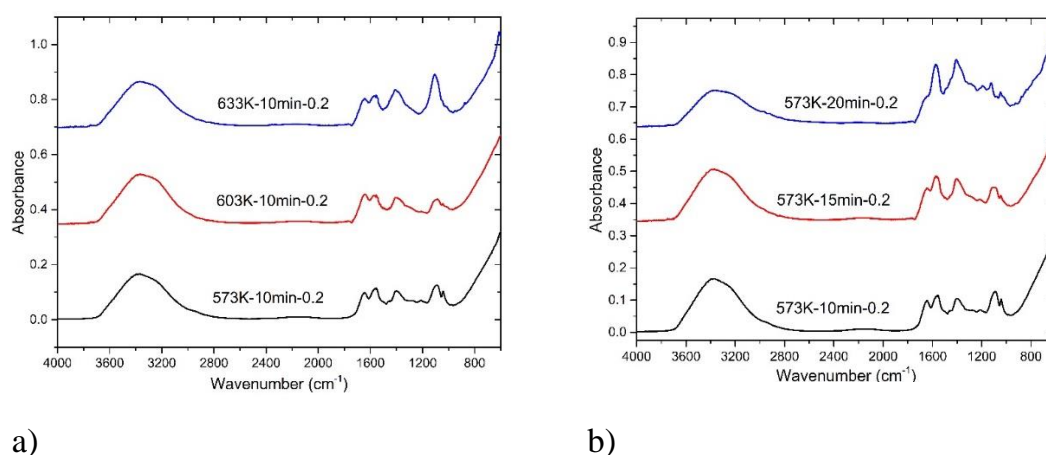 1.0
0.8
0.6
0.4
0.2
0.0
Absorbance
633K-10min-0.2
603K-10min-0.2
573K-10min-0.2
4000 3600 3200 2800 2400 2000 1600 1200 800
Wavenumber (cm⁻¹)
a)
0.9
0.8
0.7
0.6
0.5
0.4
0.3
0.2
0.1
0.0
Absorbance
573K-20min-0.2
573K-15min-0.2
573K-10min-0.2
4000 3600 3200 2800 2400 2000 1600 1200 800
Wavenumber (cm⁻¹)
b)